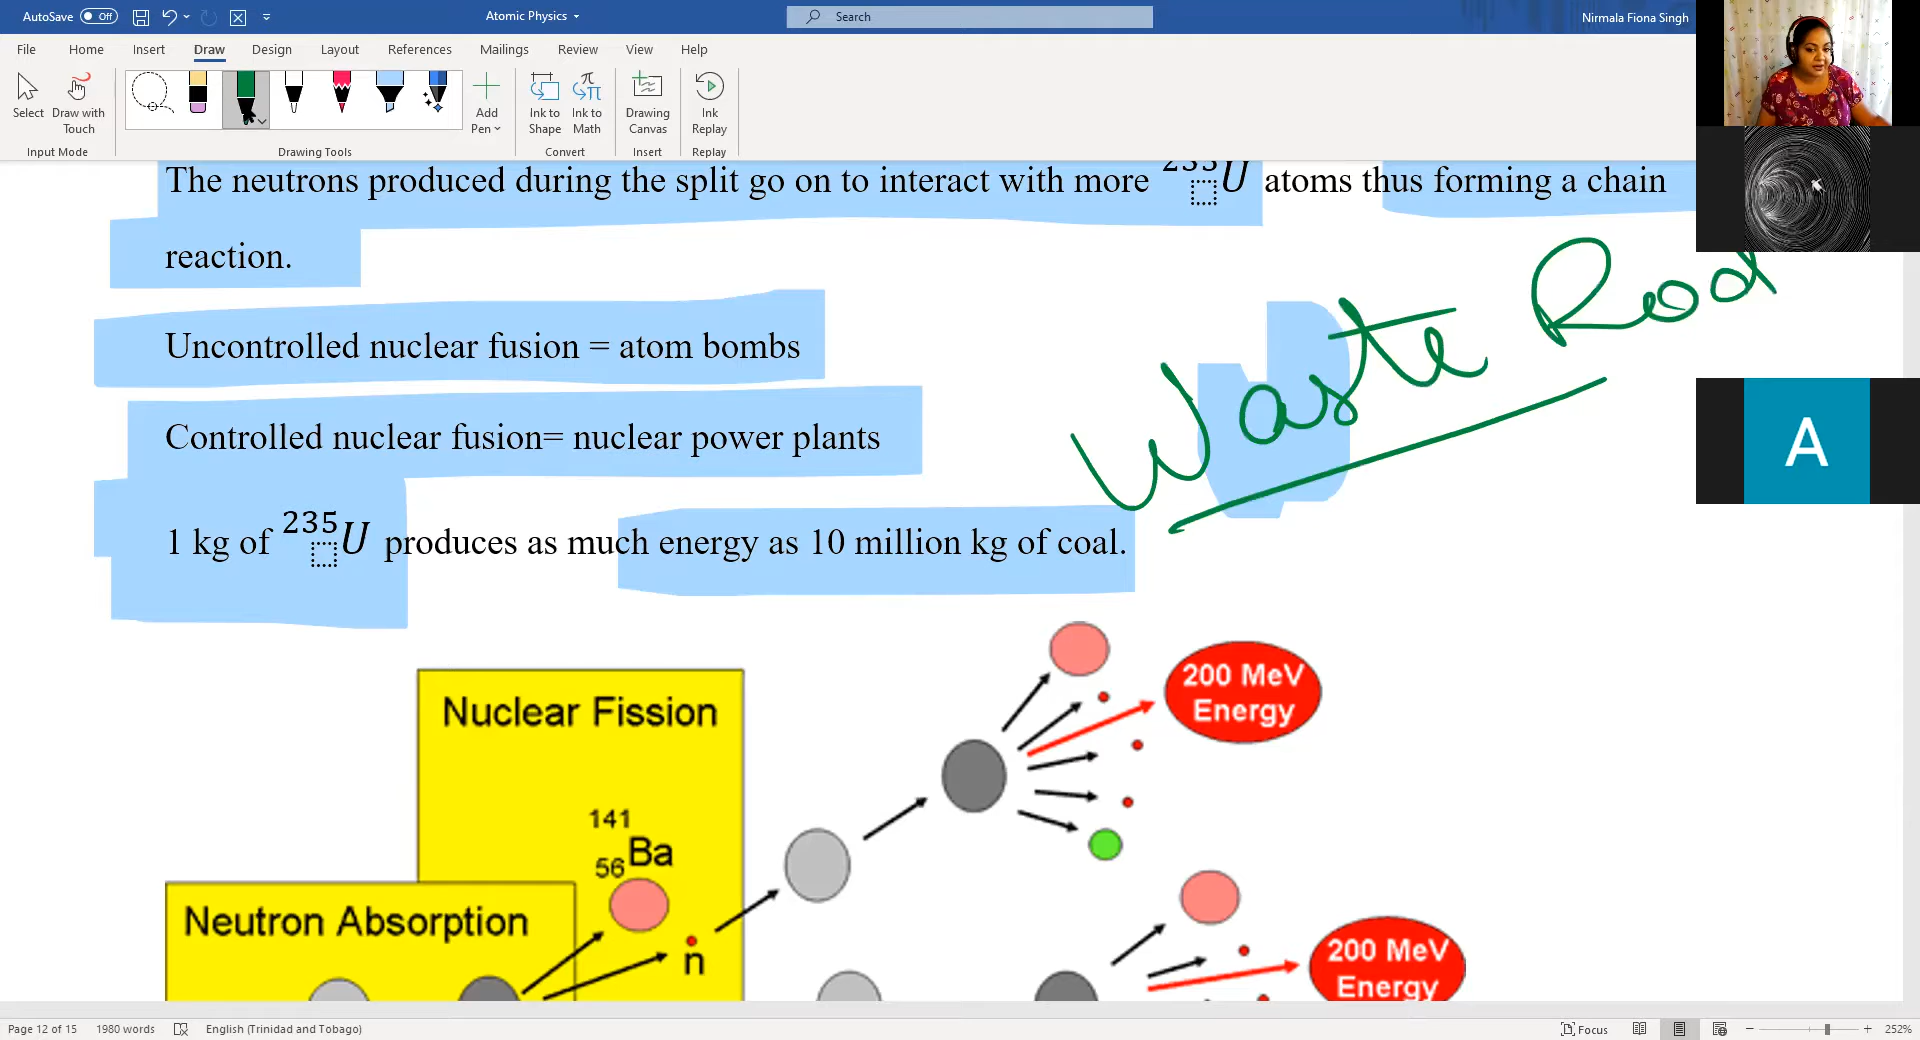 AutoSave Off Atomic Physics Search Nirmala Fiona Singh
File Home Insert Draw Design Layout References Mailings Review View Help
Select Draw with Touch Add Pen Ink to Shape Ink to Math Drawing Canvas Ink Replay
Input Mode Drawing Tools Convert Insert Replay
The neutrons produced during the split go on to interact with more 235U atoms thus forming a chain
reaction.
Waste Rod
Uncontrolled nuclear fusion = atom bombs
Controlled nuclear fusion= nuclear power plants
A
1 kg of 235U produces as much energy as 10 million kg of coal.
200 MeV
Energy
Nuclear Fission
141
56 Ba
Neutron Absorption
n
200 MeV
Energy
Page 12 of 15 1980 words English (Trinidad and Tobago) Focus 252%